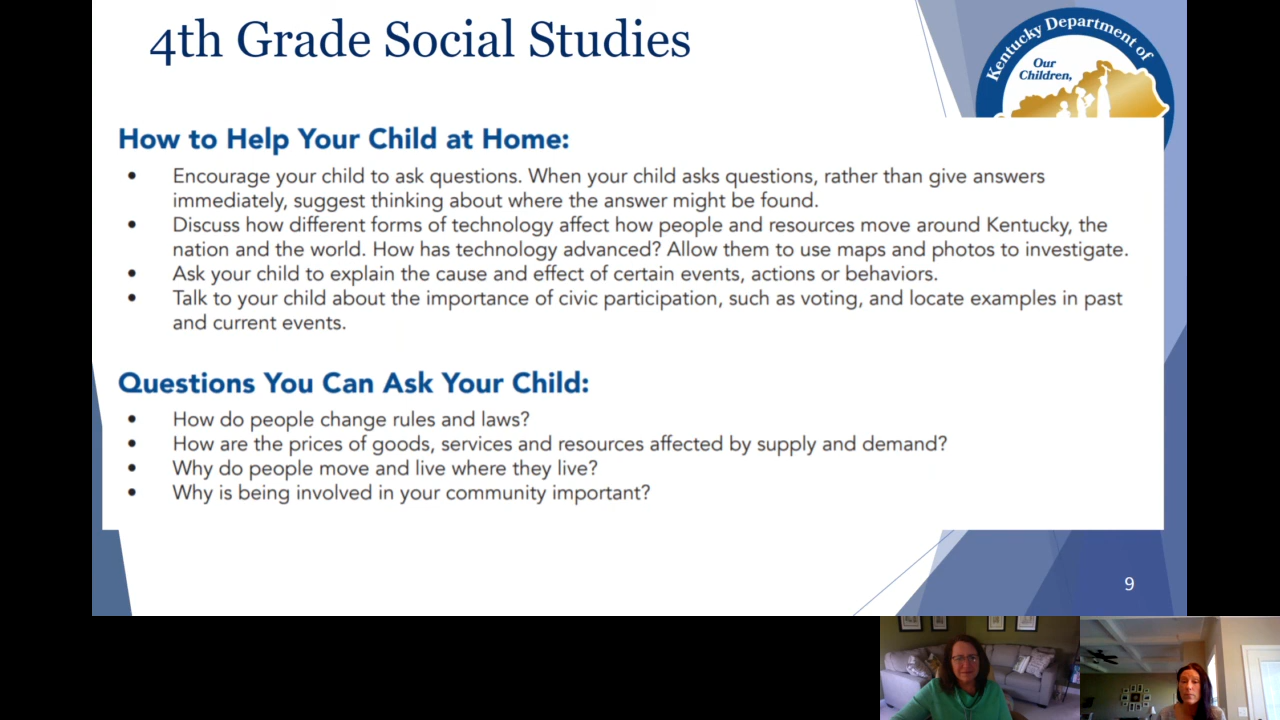 4th Grade Social Studies
Kentucky Department of
Our
Children,
How to Help Your Child at Home:
• Encourage your child to ask questions. When your child asks questions, rather than give answers
immediately, suggest thinking about where the answer might be found.
• Discuss how different forms of technology affect how people and resources move around Kentucky, the
nation and the world. How has technology advanced? Allow them to use maps and photos to investigate.
• Ask your child to explain the cause and effect of certain events, actions or behaviors.
• Talk to your child about the importance of civic participation, such as voting, and locate examples in past
and current events.
Questions You Can Ask Your Child:
• How do people change rules and laws?
• How are the prices of goods, services and resources affected by supply and demand?
• Why do people move and live where they live?
• Why is being involved in your community important?
9